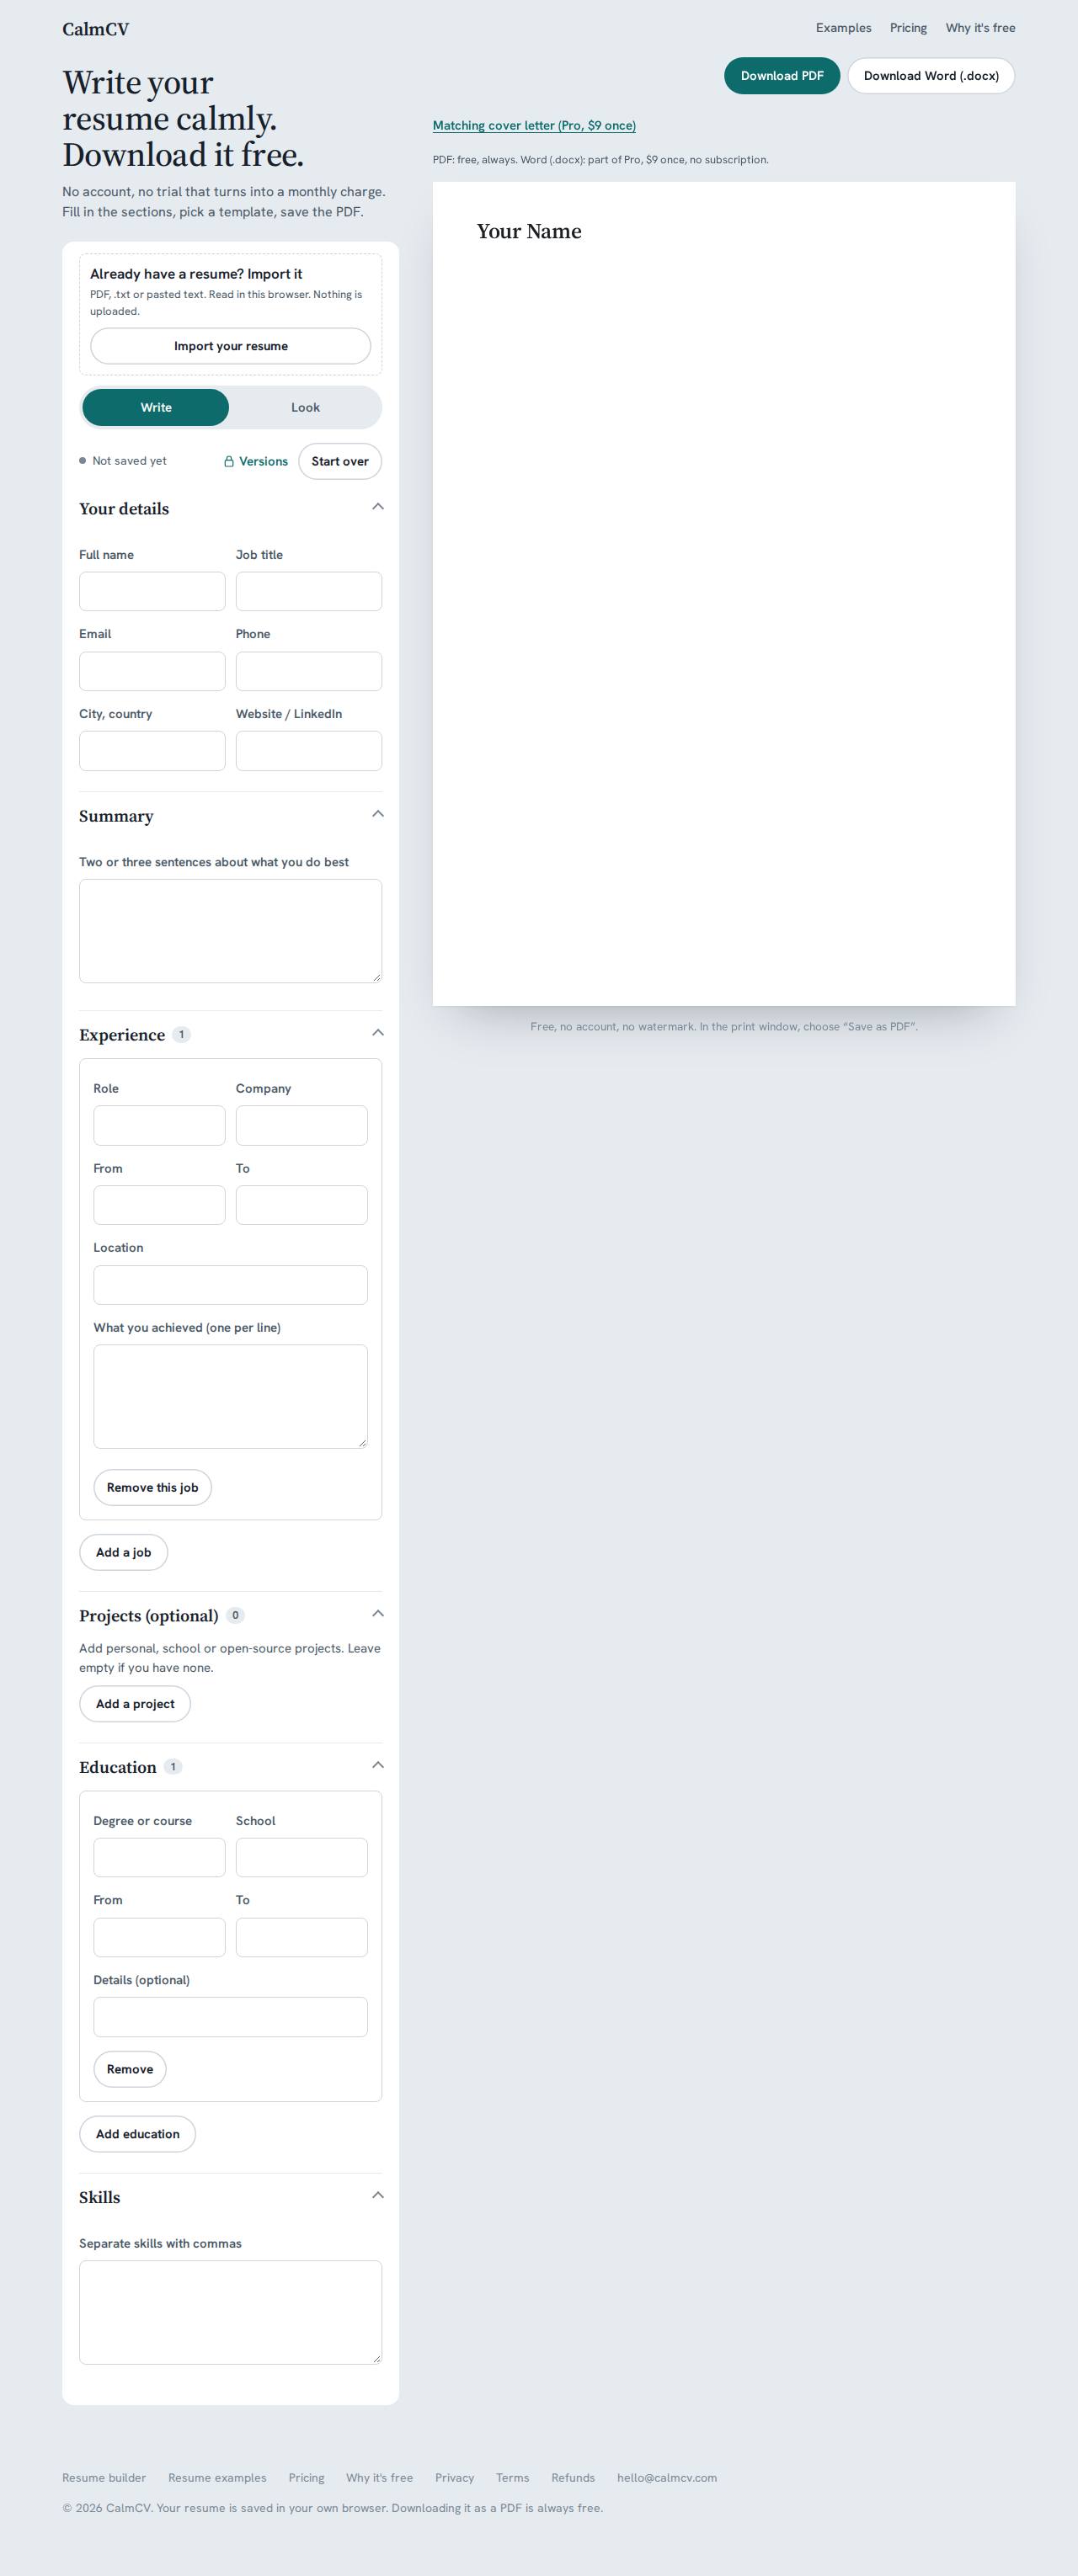 CalmCV
Examples
Pricing
Why it's free
Write your
resume calmly.
Download it free.
No account, no trial that turns into a monthly charge.
Fill in the sections, pick a template, save the PDF.
Already have a resume? Import it
PDF, .txt or pasted text. Read in this browser. Nothing is
uploaded.
Import your resume
Write
Look
Not saved yet
Versions
Start over
Your details
Full name
Job title
Email
Phone
City, country
Website / LinkedIn
Summary
Two or three sentences about what you do best
Experience 1
Role
Company
From
To
Location
What you achieved (one per line)
Remove this job
Add a job
Projects (optional) 0
Add personal, school or open-source projects. Leave
empty if you have none.
Add a project
Education 1
Degree or course
School
From
To
Details (optional)
Remove
Add education
Skills
Separate skills with commas
Download PDF
Download Word (.docx)
Matching cover letter (Pro, $9 once)
PDF: free, always. Word (.docx): part of Pro, $9 once, no subscription.
Your Name
Free, no account, no watermark. In the print window, choose “Save as PDF”.
Resume builder
Resume examples
Pricing
Why it's free
Privacy
Terms
Refunds
hello@calmcv.com
© 2026 CalmCV. Your resume is saved in your own browser. Downloading it as a PDF is always free.